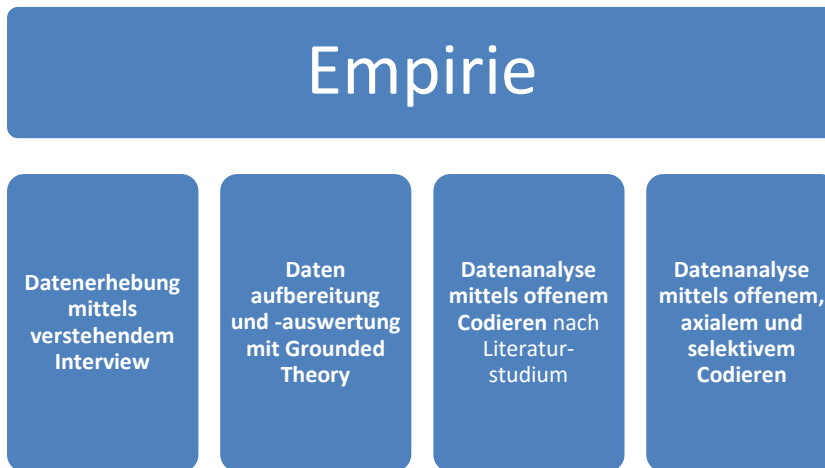 Empirie
Datenerhebung
mittels
verstehendem
Interview
Daten
aufbereitung
und -auswertung
mit Grounded
Theory
Datenanalyse
mittels offenem
Codieren nach
Literatur-
studium
Datenanalyse
mittels offenem,
axialem und
selektivem
Codieren